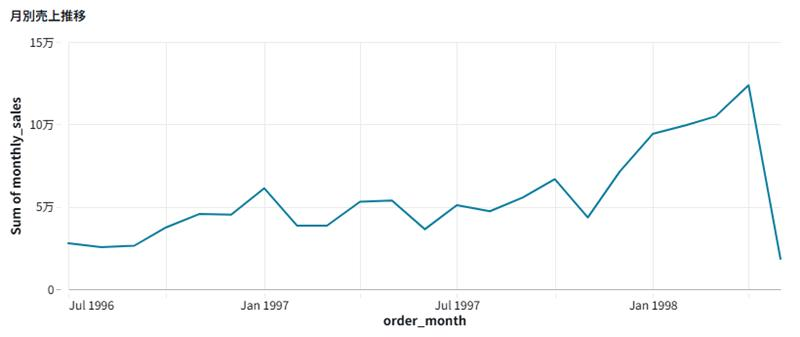 月別売上推移
15万
10万
5万
0
Sum of monthly_sales
Jul 1996
Jan 1997
Jul 1997
Jan 1998
order_month